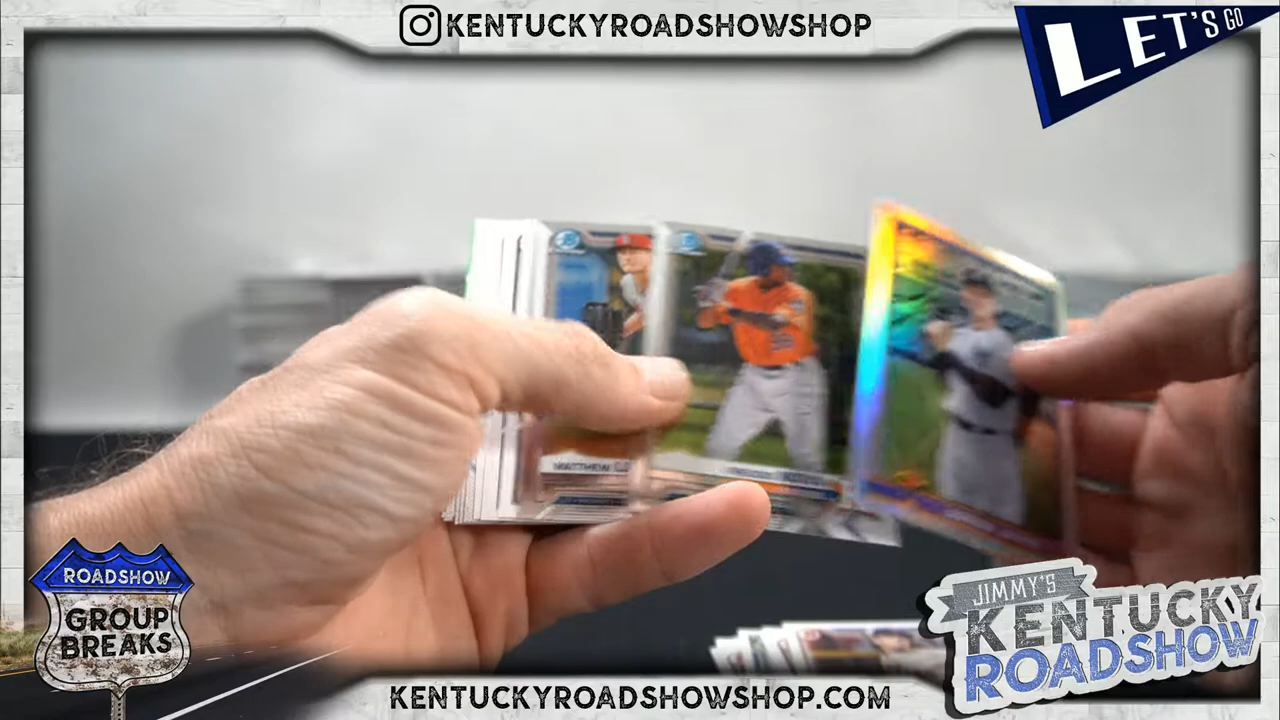 KENTUCKYROADSHOWSHOP
LET'S GO
MATTHEW
ROADSHOW
GROUP
BREAKS
JIMMY'S
KENTUCKY
ROADSHOW
KENTUCKYROADSHOWSHOP.COM